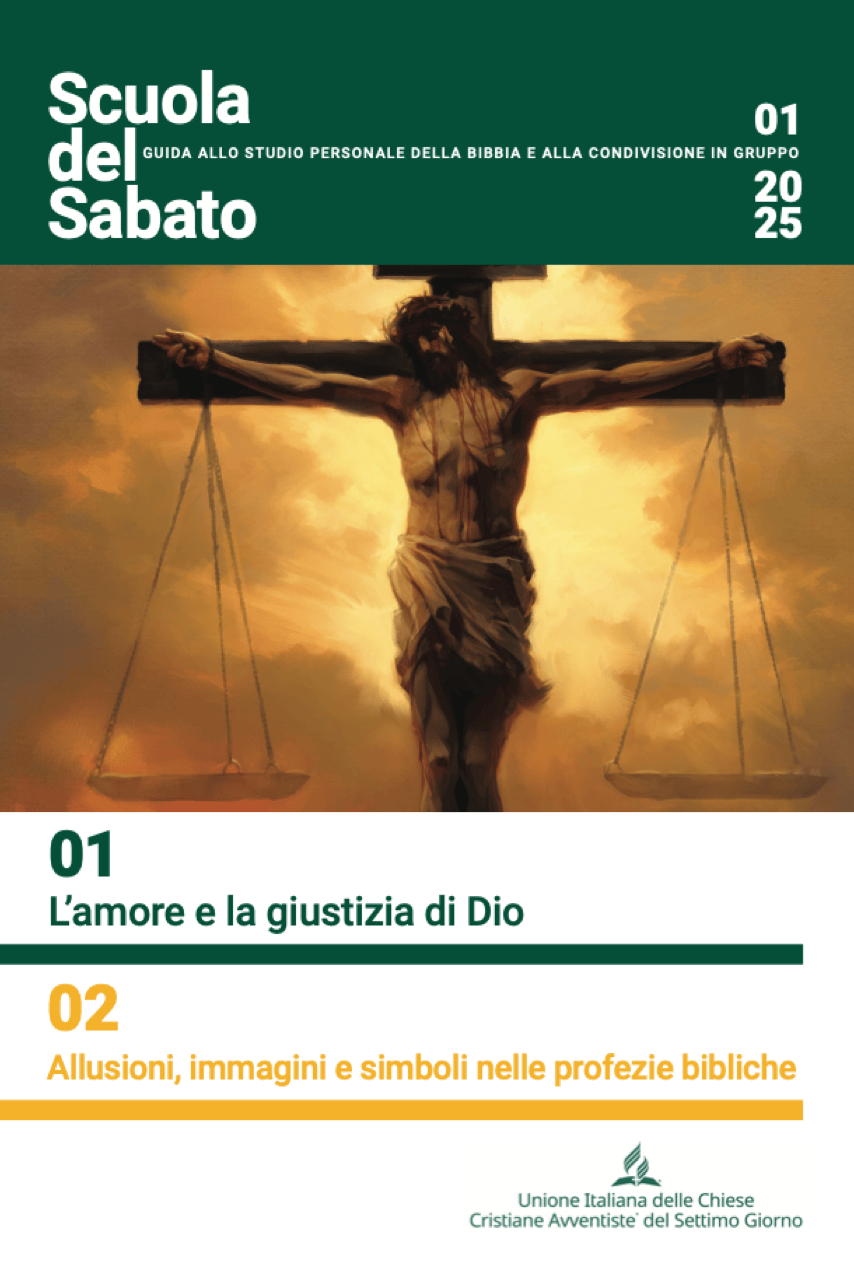 Scuola
del
Sabato
GUIDA ALLO STUDIO PERSONALE DELLA BIBBIA E ALLA CONDIVISIONE IN GRUPPO
01
20
25
01
L’amore e la giustizia di Dio
02
Allusioni, immagini e simboli nelle profezie bibliche
Unione Italiana delle Chiese
Cristiane Avventiste® del Settimo Giorno